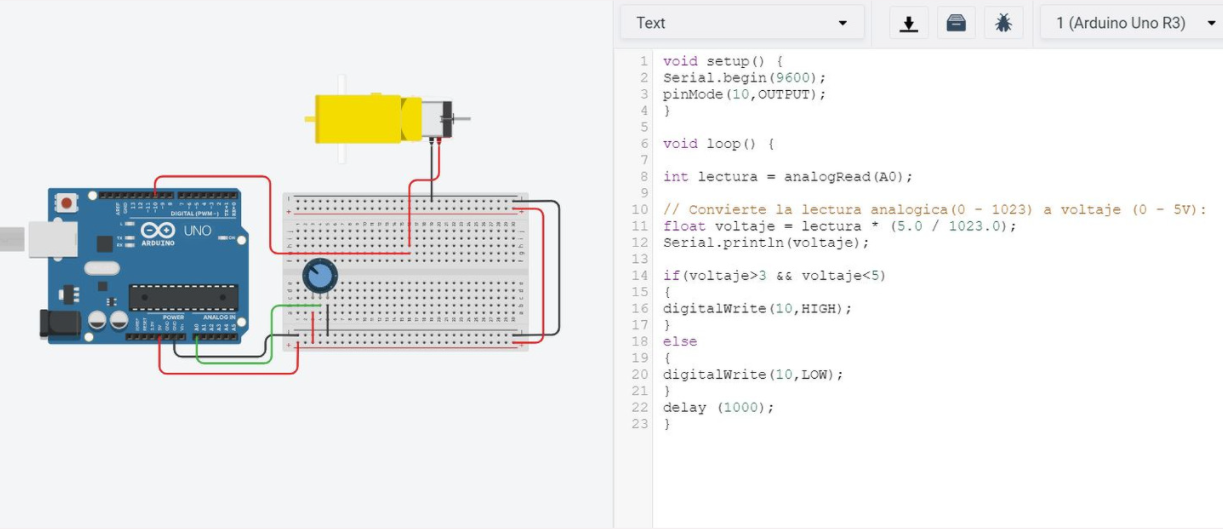 Text
1 (Arduino Uno R3)
1 void setup() {
2 Serial.begin(9600);
3 pinMode(10,OUTPUT);
4 }
5
6 void loop() {
7
8 int lectura = analogRead(A0);
9
10 // Convierte la lectura analogica(0 - 1023) a voltaje (0 - 5V):
11 float voltaje = lectura * (5.0 / 1023.0);
12 Serial.println(voltaje);
13
14 if(voltaje>3 && voltaje<5)
15 {
16 digitalWrite(10,HIGH);
17 }
18 else
19 {
20 digitalWrite(10,LOW);
21 }
22 delay (1000);
23 }
DIGITAL (PWM~)
UNO
ARDUINO
POWER
ANALOG IN